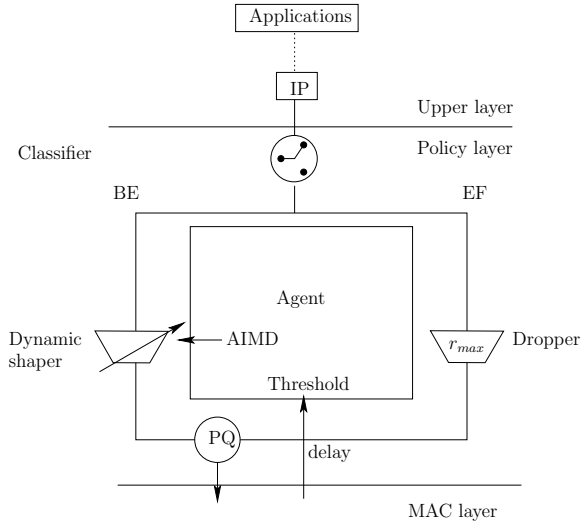 Applications
IP
Upper layer
Classifier
Policy layer
BE
EF
Agent
Dynamic
shaper
AIMD
r_max
Dropper
Threshold
PQ
delay
MAC layer